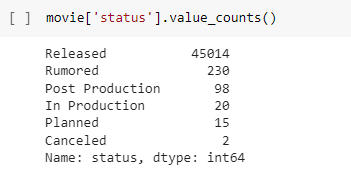 [ ] movie['status'].value_counts()
Released 45014
Rumored 230
Post Production 98
In Production 20
Planned 15
Canceled 2
Name: status, dtype: int64